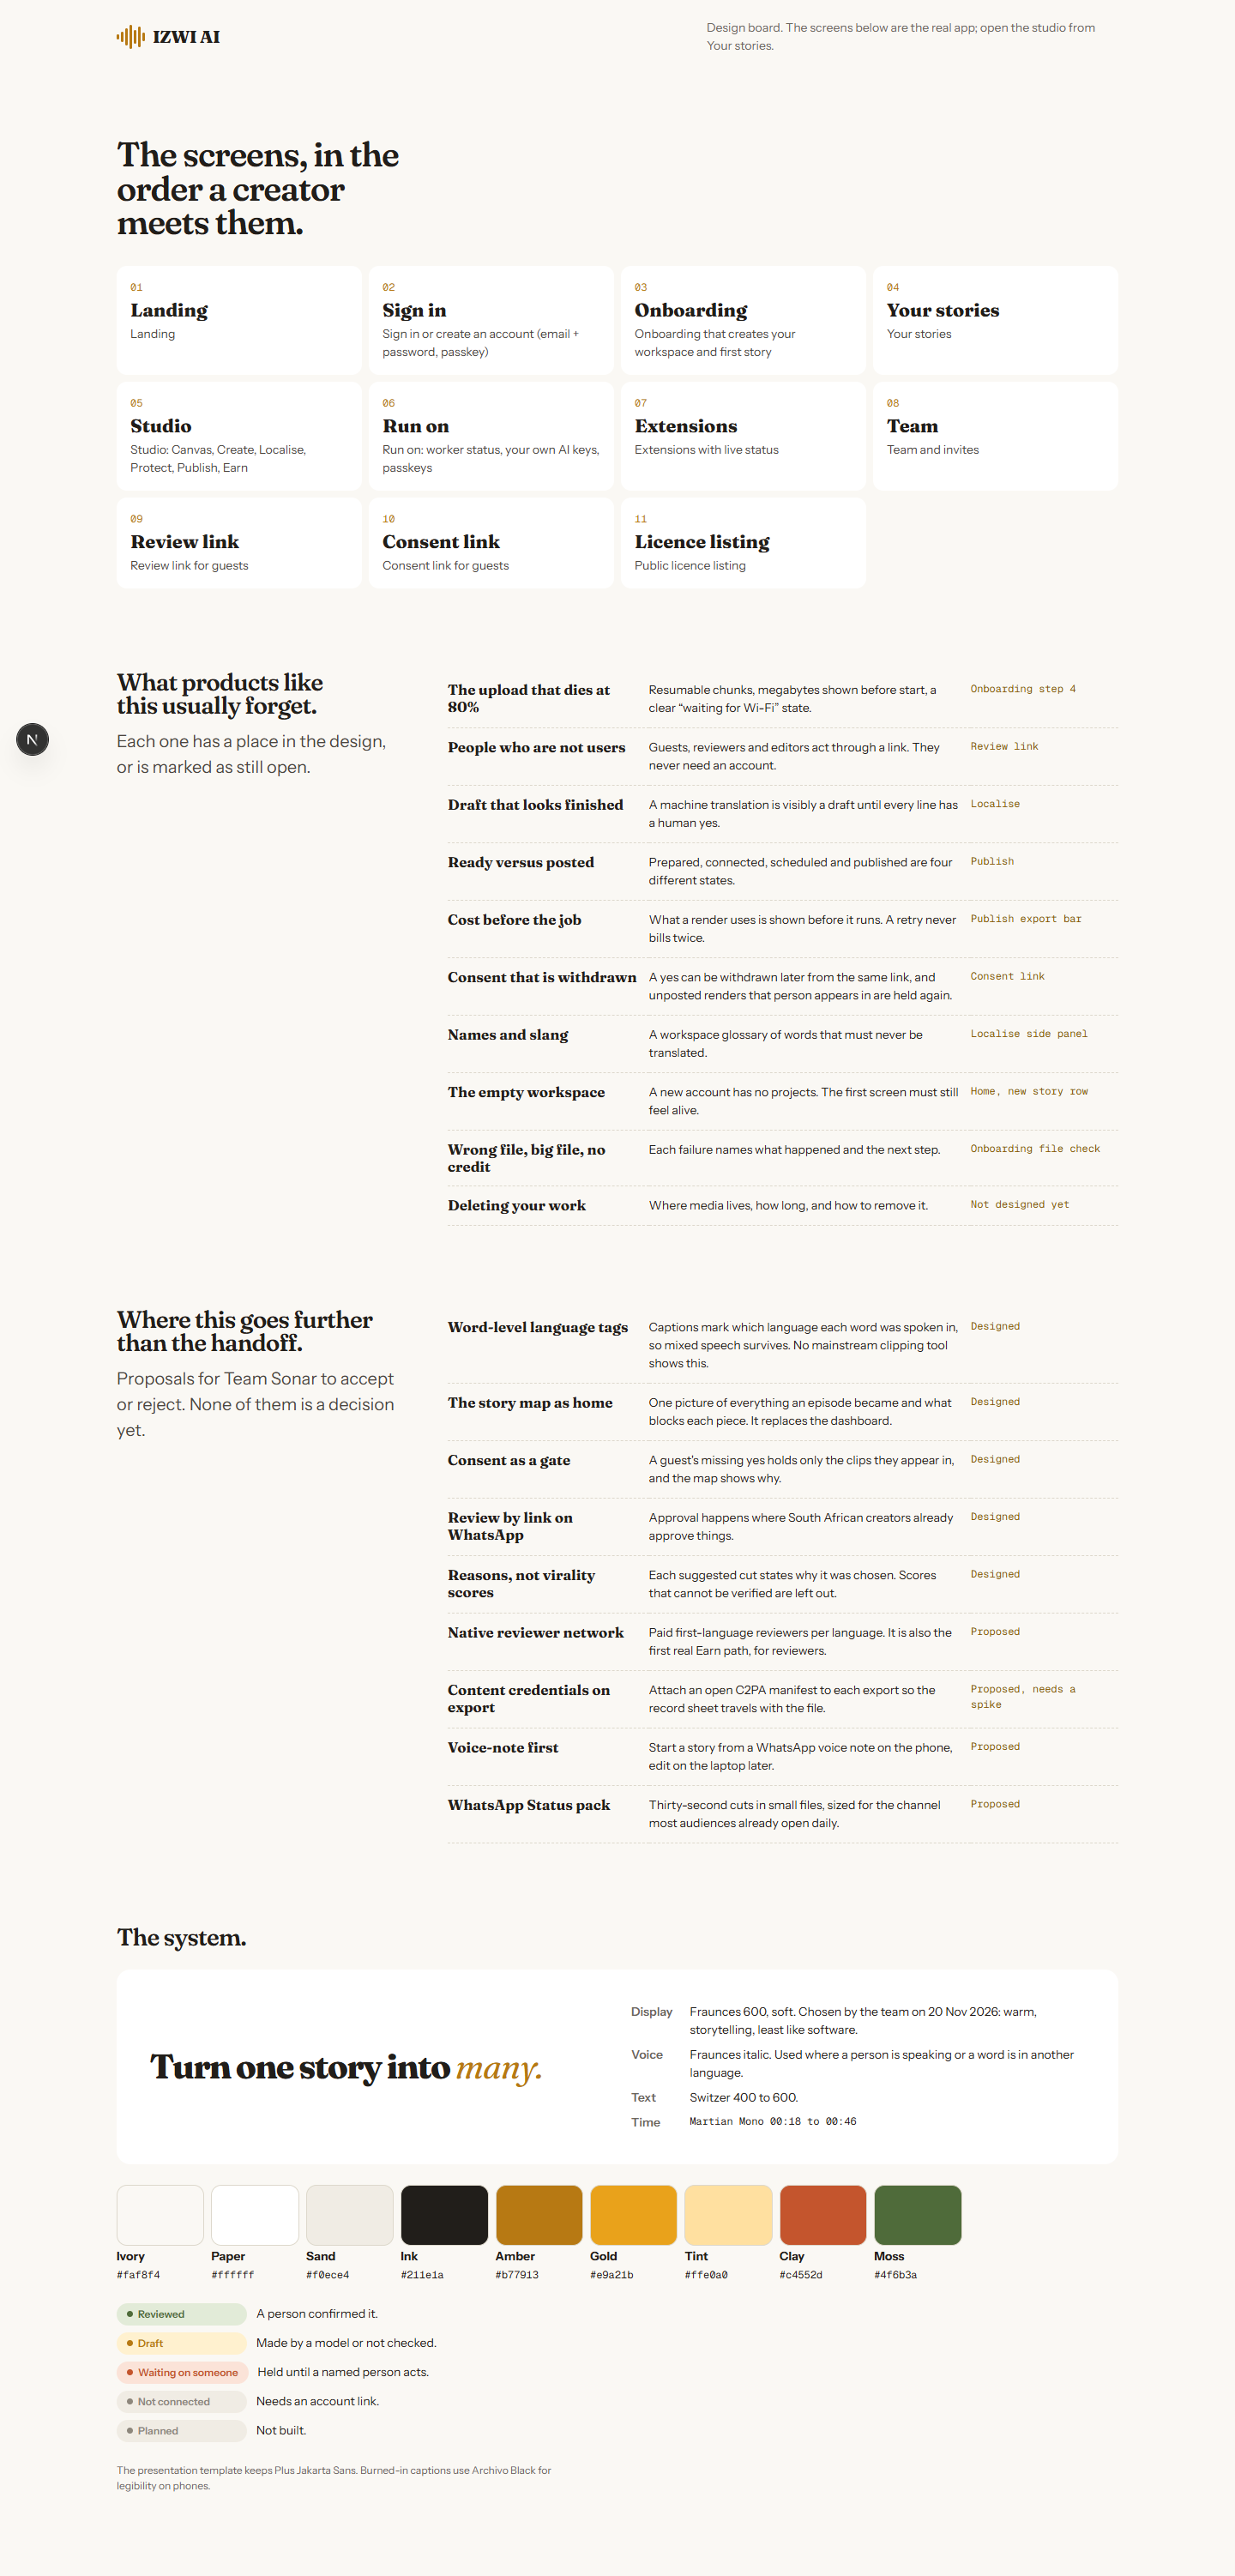 IZWI AI
Design board. The screens below are the real app; open the studio from
Your stories.
The screens, in the
order a creator
meets them.
01
Landing
Landing
02
Sign in
Sign in or create an account (email +
password, passkey)
03
Onboarding
Onboarding that creates your
workspace and first story
04
Your stories
Your stories
05
Studio
Studio: Canvas, Create, Localise,
Protect, Publish, Earn
06
Run on
Run on: worker status, your own AI keys,
passkeys
07
Extensions
Extensions with live status
08
Team
Team and invites
09
Review link
Review link for guests
10
Consent link
Consent link for guests
11
Licence listing
Public licence listing
What products like
this usually forget.
Each one has a place in the design,
or is marked as still open.
N
The upload that dies at
80%
Resumable chunks, megabytes shown before start, a
clear “waiting for Wi-Fi” state.
Onboarding step 4
People who are not users
Guests, reviewers and editors act through a link. They
never need an account.
Review link
Draft that looks finished
A machine translation is visibly a draft until every line has
a human yes.
Localise
Ready versus posted
Prepared, connected, scheduled and published are four
different states.
Publish
Cost before the job
What a render uses is shown before it runs. A retry never
bills twice.
Publish export bar
Consent that is withdrawn
A yes can be withdrawn later from the same link, and
unposted renders that person appears in are held again.
Consent link
Names and slang
A workspace glossary of words that must never be
translated.
Localise side panel
The empty workspace
A new account has no projects. The first screen must still
feel alive.
Home, new story row
Wrong file, big file, no
credit
Each failure names what happened and the next step.
Onboarding file check
Deleting your work
Where media lives, how long, and how to remove it.
Not designed yet
Where this goes further
than the handoff.
Proposals for Team Sonar to accept
or reject. None of them is a decision
yet.
Word-level language tags
Captions mark which language each word was spoken in,
so mixed speech survives. No mainstream clipping tool
shows this.
Designed
The story map as home
One picture of everything an episode became and what
blocks each piece. It replaces the dashboard.
Designed
Consent as a gate
A guest's missing yes holds only the clips they appear in,
and the map shows why.
Designed
Review by link on
WhatsApp
Approval happens where South African creators already
approve things.
Designed
Reasons, not virality
scores
Each suggested cut states why it was chosen. Scores
that cannot be verified are left out.
Designed
Native reviewer network
Paid first-language reviewers per language. It is also the
first real Earn path, for reviewers.
Proposed
Content credentials on
export
Attach an open C2PA manifest to each export so the
record sheet travels with the file.
Proposed, needs a
spike
Voice-note first
Start a story from a WhatsApp voice note on the phone,
edit on the laptop later.
Proposed
WhatsApp Status pack
Thirty-second cuts in small files, sized for the channel
most audiences already open daily.
Proposed
The system.
Turn one story into many.
Display
Fraunces 600, soft. Chosen by the team on 20 Nov 2026: warm,
storytelling, least like software.
Voice
Fraunces italic. Used where a person is speaking or a word is in another
language.
Text
Switzer 400 to 600.
Time
Martian Mono 00:18 to 00:46
Ivory
#faf8f4
Paper
#ffffff
Sand
#f0ece4
Ink
#211e1a
Amber
#b77913
Gold
#e9a21b
Tint
#ffe0a0
Clay
#c4552d
Moss
#4f6b3a
Reviewed
A person confirmed it.
Draft
Made by a model or not checked.
Waiting on someone
Held until a named person acts.
Not connected
Needs an account link.
Planned
Not built.
The presentation template keeps Plus Jakarta Sans. Burned-in captions use Archivo Black for
legibility on phones.